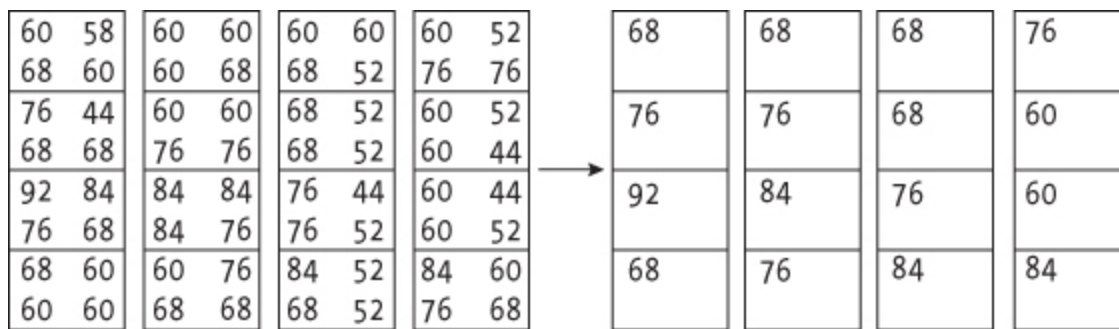 60 58 60 60 60 60 60 52 68 68 68 76
68 60 60 68 68 52 76 76
76 44 60 60 68 52 60 52 76 76 68 60
68 68 76 76 68 52 60 44
92 84 84 84 76 44 60 44 92 84 76 60
76 68 84 76 76 52 60 52
68 60 60 76 84 52 84 60 68 76 84 84
60 60 68 68 68 52 76 68